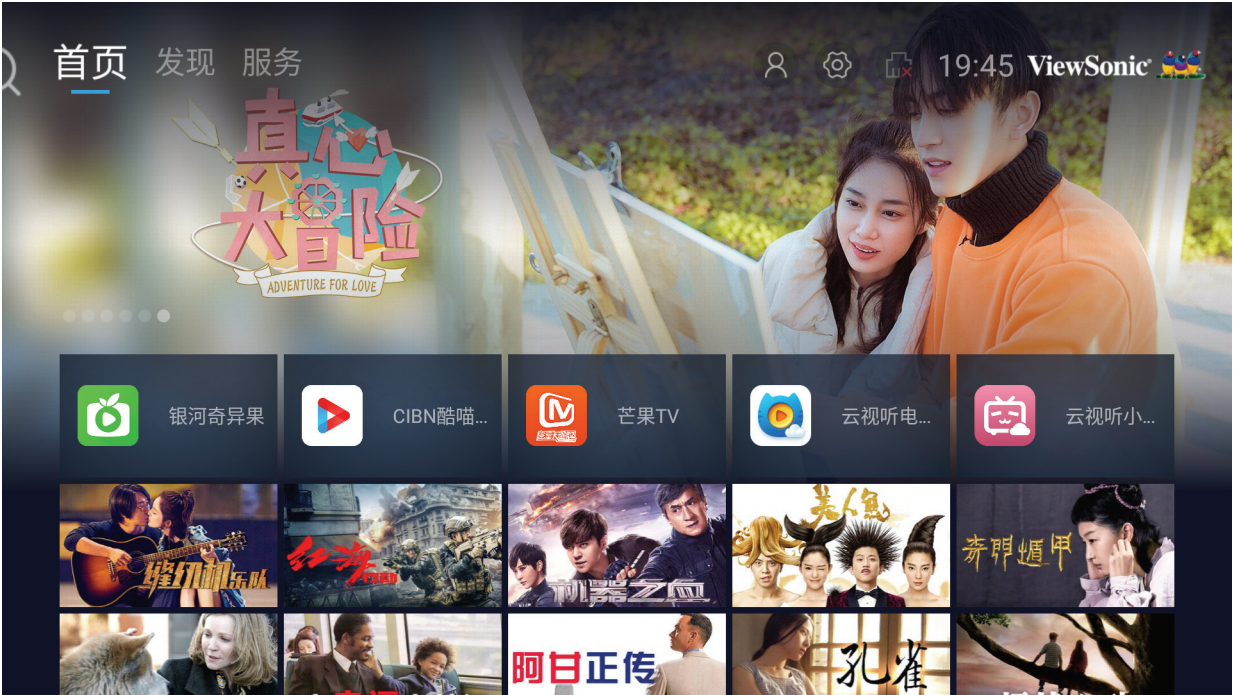 首页 发现 服务 19:45 ViewSonic®
真心
大冒险
ADVENTURE FOR LOVE
银河奇异果 CIBN酷喵... 芒果TV 云视听电... 云视听小...
缝纫机乐队 红海行动 机器之血 美人鱼 奇門遁甲
阿甘正传 孔雀